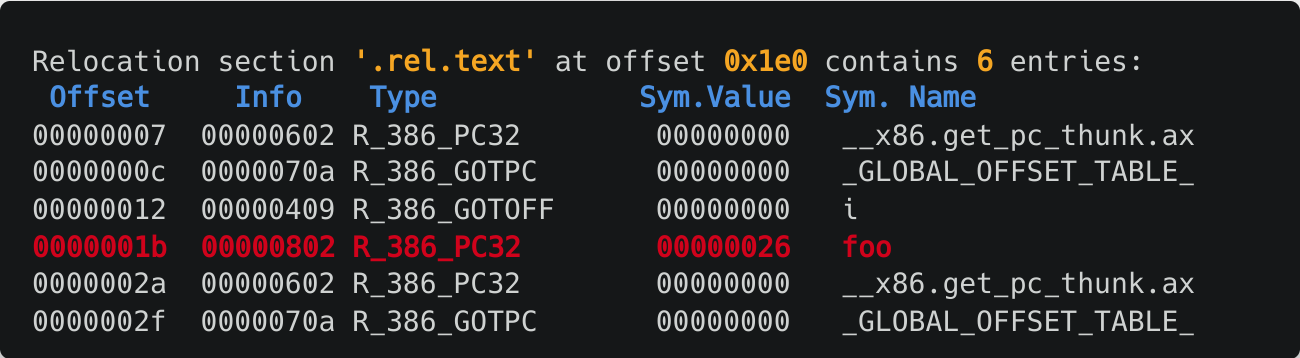 Relocation section '.rel.text' at offset 0x1e0 contains 6 entries:
Offset Info Type Sym.Value Sym. Name
00000007 00000602 R_386_PC32 00000000 __x86.get_pc_thunk.ax
0000000c 0000070a R_386_GOTPC 00000000 _GLOBAL_OFFSET_TABLE_
00000012 00000409 R_386_GOTOFF 00000000 i
0000001b 00000802 R_386_PC32 00000026 foo
0000002a 00000602 R_386_PC32 00000000 __x86.get_pc_thunk.ax
0000002f 0000070a R_386_GOTPC 00000000 _GLOBAL_OFFSET_TABLE_